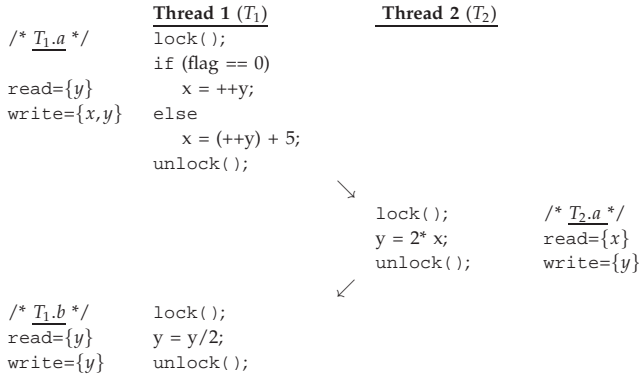 Thread 1 (T1) Thread 2 (T2)
/* T1.a */ lock();
if (flag == 0)
read={y} x = ++y;
write={x,y} else
x = (++y) + 5;
unlock();
↘
lock(); /* T2.a */
y = 2* x; read={x}
unlock(); write={y}
↙
/* T1.b */ lock();
read={y} y = y/2;
write={y} unlock();